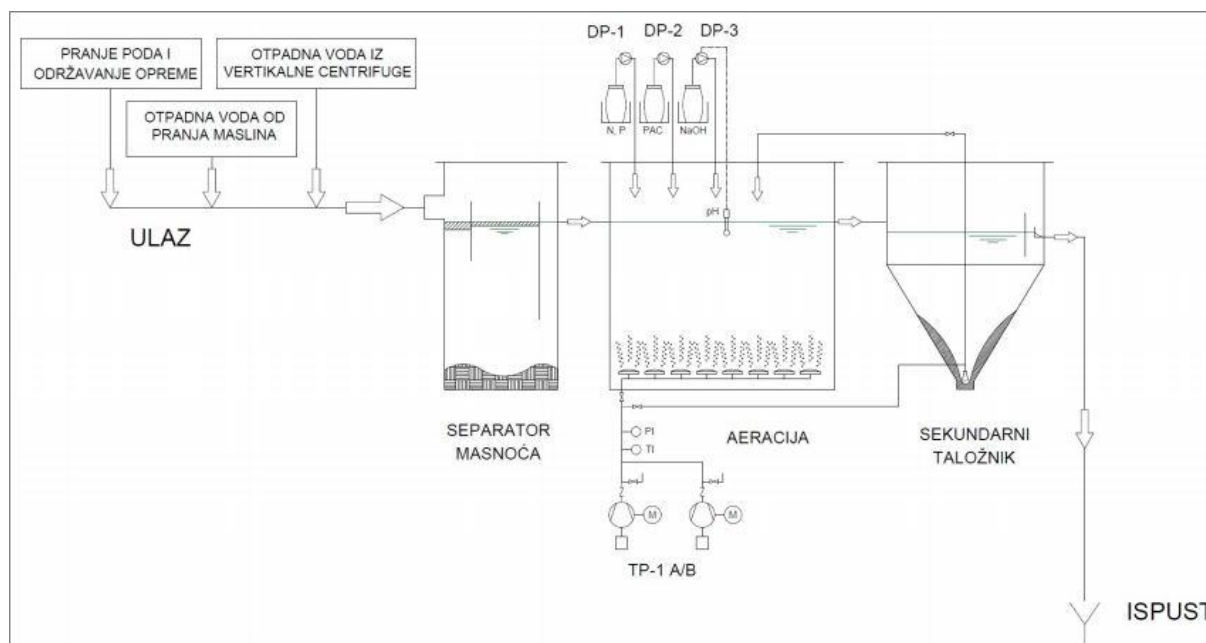 PRANJE PODA I
ODRŽAVANJE OPREME
OTPADNA VODA IZ
VERTIKALNE CENTRIFUGE
OTPADNA VODA OD
PRANJA MASLINA
ULAZ
DP-1
DP-2
DP-3
N, P
PAC
NaOH
pH
SEPARATOR
MASNOĆA
AERACIJA
SEKUNDARNI
TALOŽNIK
PI
TI
M
M
TP-1 A/B
ISPUST